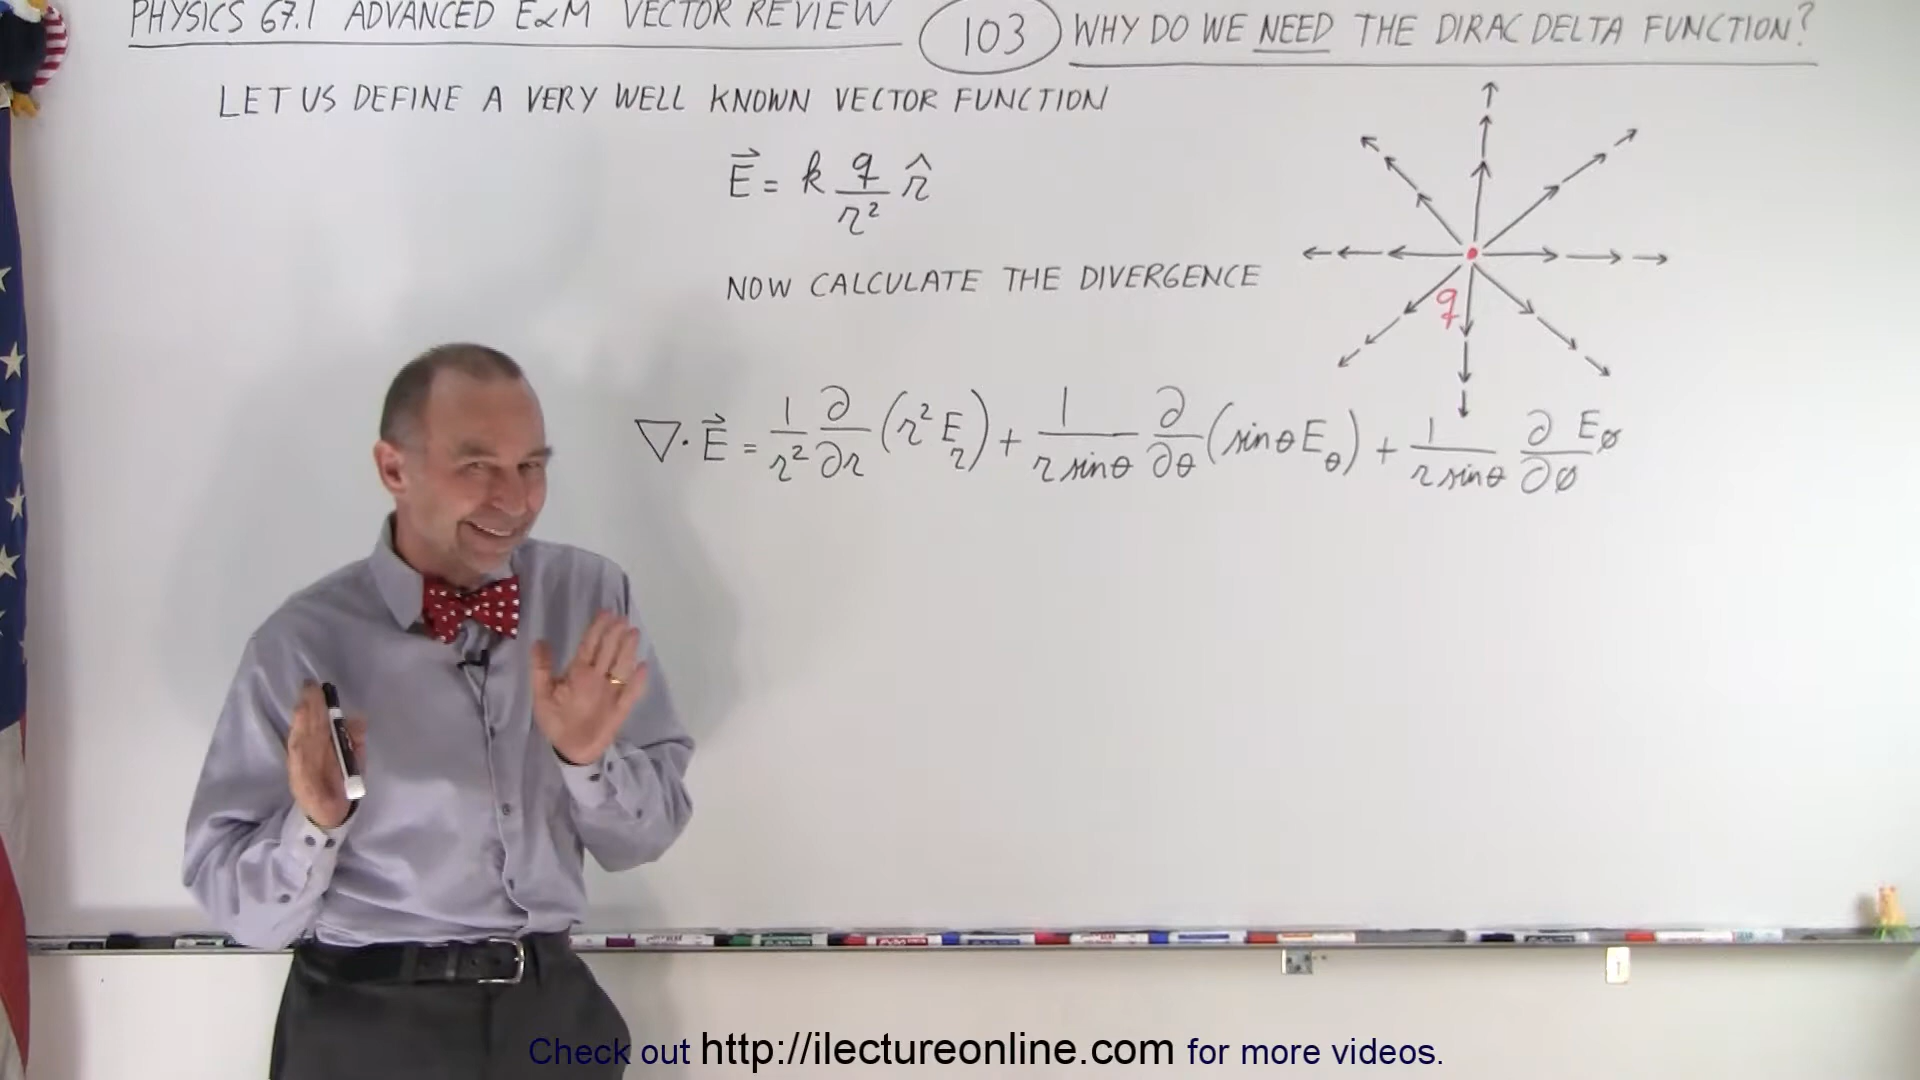 PHYSICS 67.1 ADVANCED E&M VECTOR REVIEW 103 WHY DO WE NEED THE DIRAC DELTA FUNCTION?
LET US DEFINE A VERY WELL KNOWN VECTOR FUNCTION
E⃗ = k q/r² r̂
NOW CALCULATE THE DIVERGENCE
q
∇·E⃗ = 1/r² ∂/∂r (r² E_r) + 1/(r sinθ) ∂/∂θ (sinθ E_θ) + 1/(r sinθ) ∂E_ø/∂ø
Check out http://ilectureonline.com for more videos.